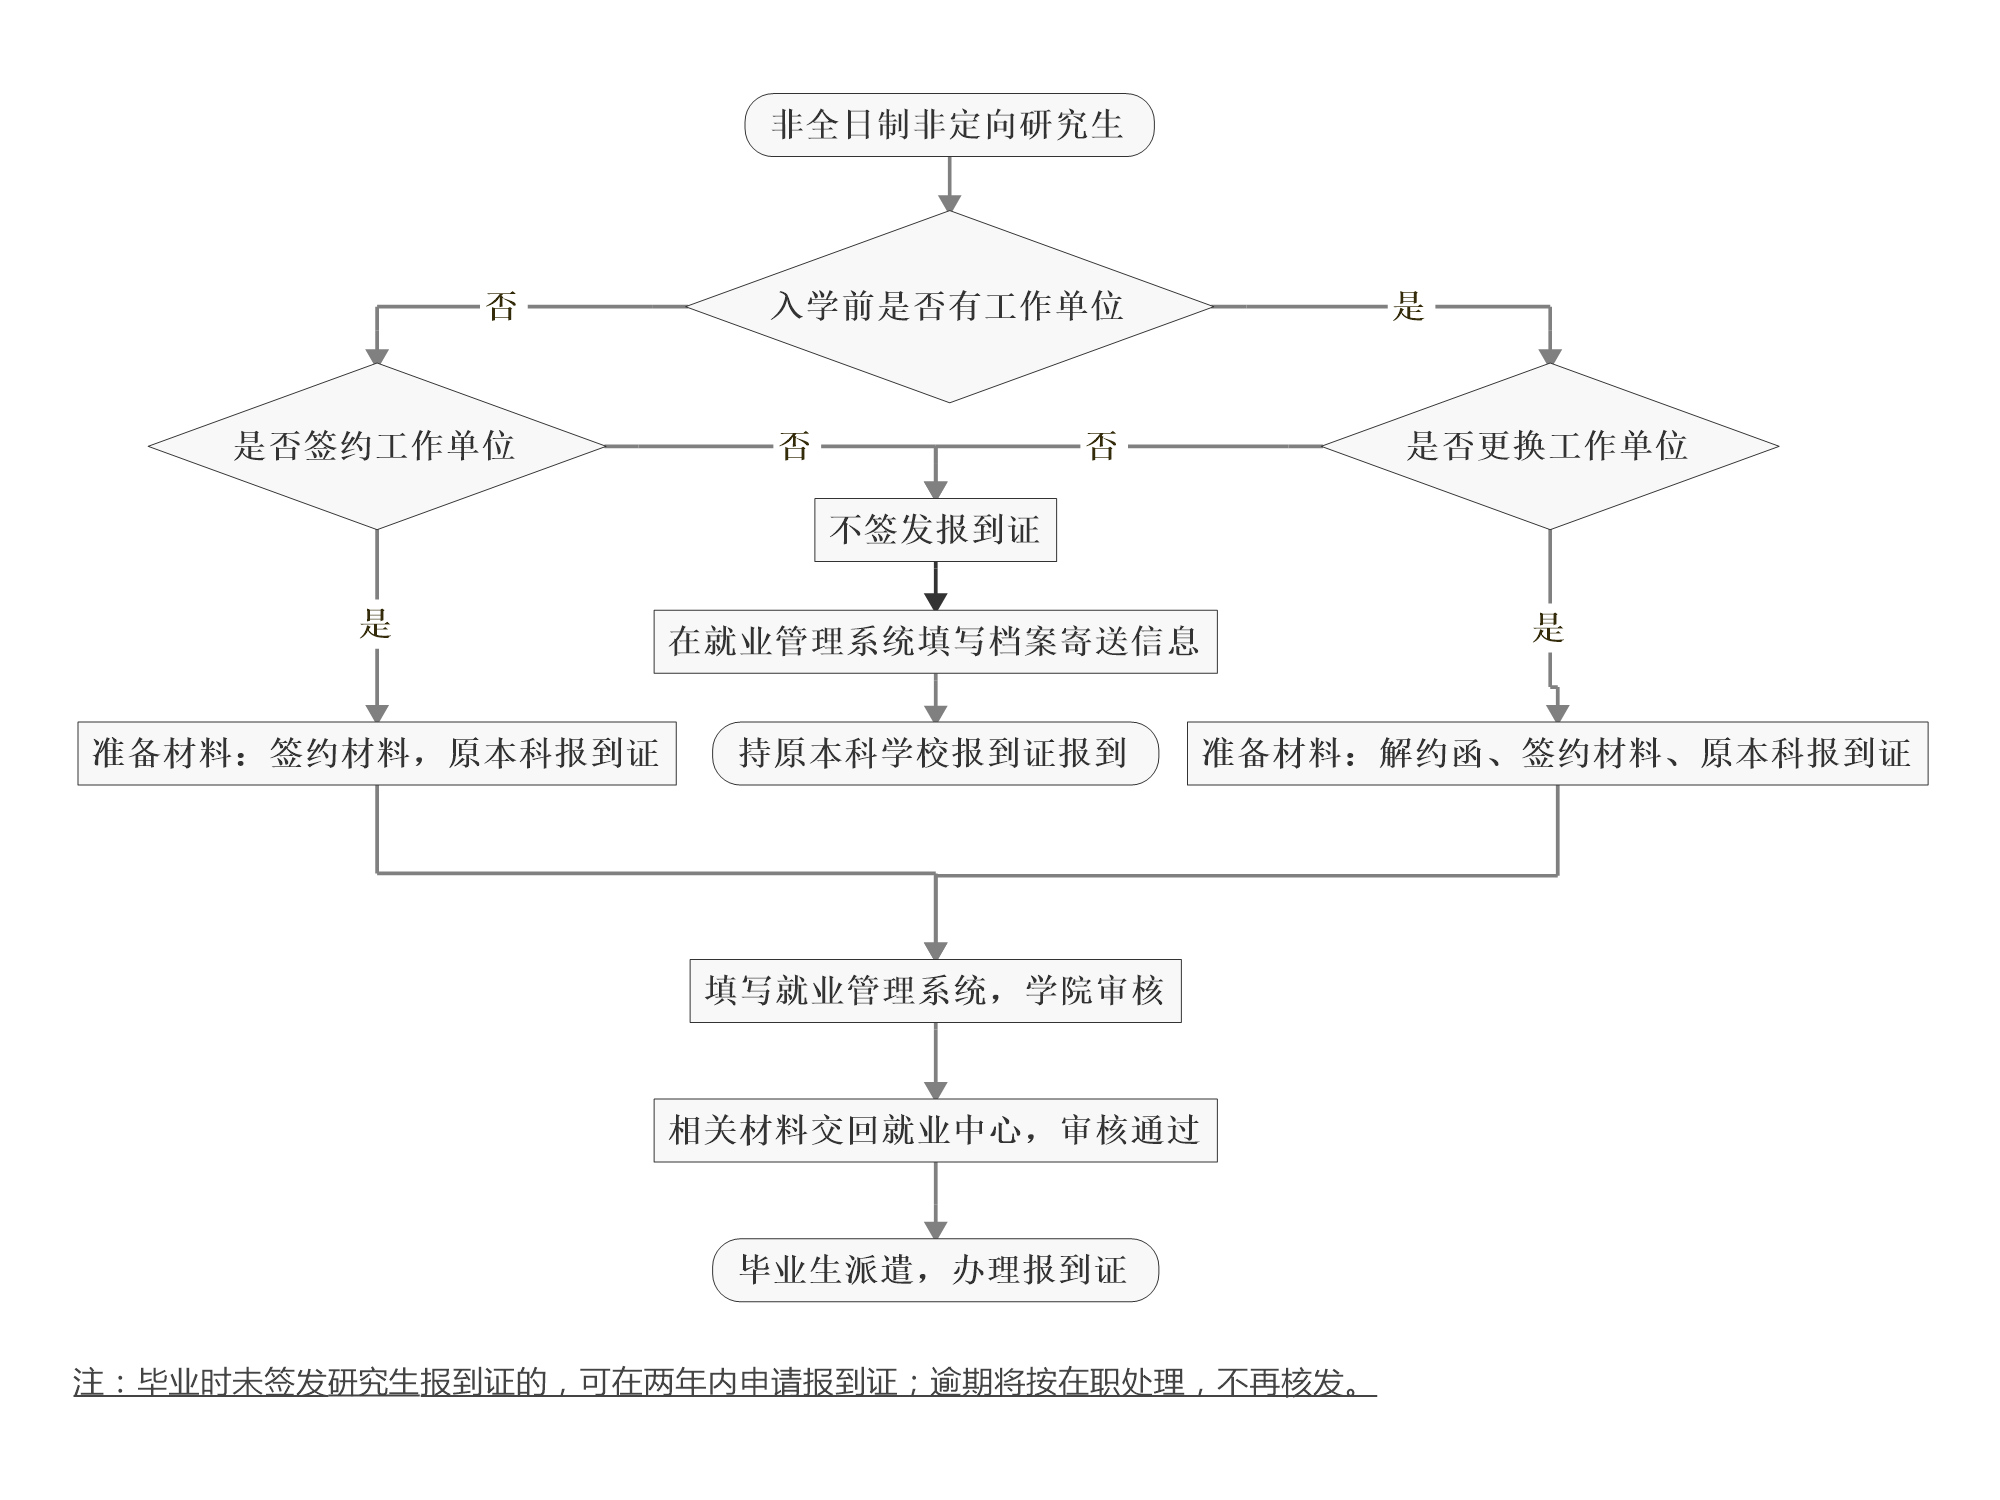 非全日制非定向研究生
入学前是否有工作单位
否
是
是否签约工作单位
否
否
是否更换工作单位
不签发报到证
是
在就业管理系统填写档案寄送信息
是
准备材料：签约材料，原本科报到证
持原本科学校报到证报到
准备材料：解约函、签约材料、原本科报到证
填写就业管理系统，学院审核
相关材料交回就业中心，审核通过
毕业生派遣，办理报到证
注：毕业时未签发研究生报到证的，可在两年内申请报到证；逾期将按在职处理，不再核发。